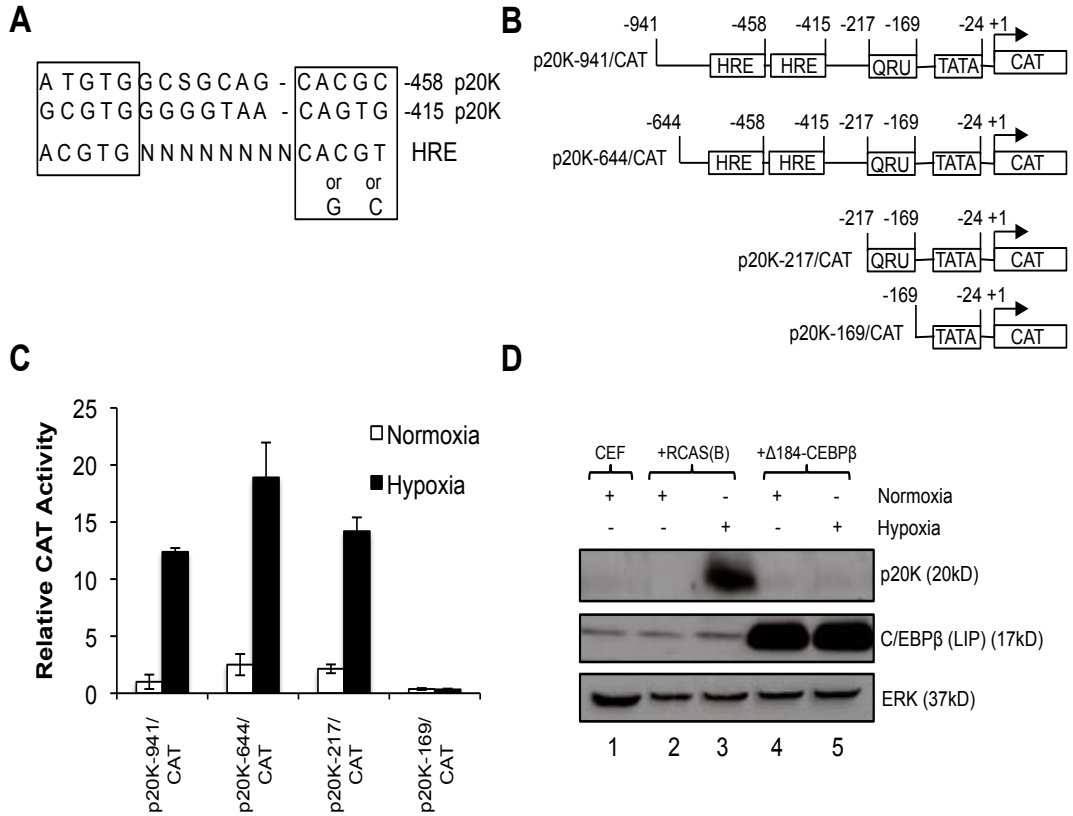 A
A TGTGGCSGCAG - CACGC -458 p20K
GCGTGGGGGTAA - CAGTG -415 p20K
ACGTGNNNNNNNNCACGT HRE
or or
G C
B
-941 -458 -415 -217 -169 -24 +1
p20K-941/CAT HRE HRE QRU TATA CAT
-644 -458 -415 -217 -169 -24 +1
p20K-644/CAT HRE HRE QRU TATA CAT
-217 -169 -24 +1
p20K-217/CAT QRU TATA CAT
-169 -24 +1
p20K-169/CAT TATA CAT
C
Relative CAT Activity
25
20
15
10
5
0
Normoxia
Hypoxia
p20K-941/
CAT
p20K-644/
CAT
p20K-217/
CAT
p20K-169/
CAT
D
CEF +RCAS(B) +Δ184-CEBPβ
+ + - + - Normoxia
- - + - + Hypoxia
p20K (20kD)
C/EBPβ (LIP) (17kD)
ERK (37kD)
1 2 3 4 5